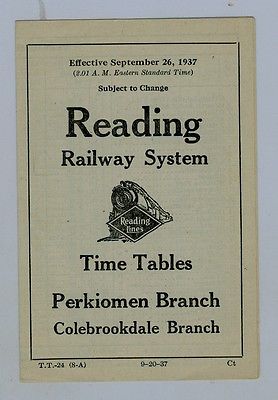 Effective September 26, 1937
(2.01 A. M. Eastern Standard Time)
Subject to Change
Reading
Railway System
Reading
Lines
Time Tables
Perkiomen Branch
Colebrookdale Branch
T.T.-24 (8-A) 9-20-37 Ct